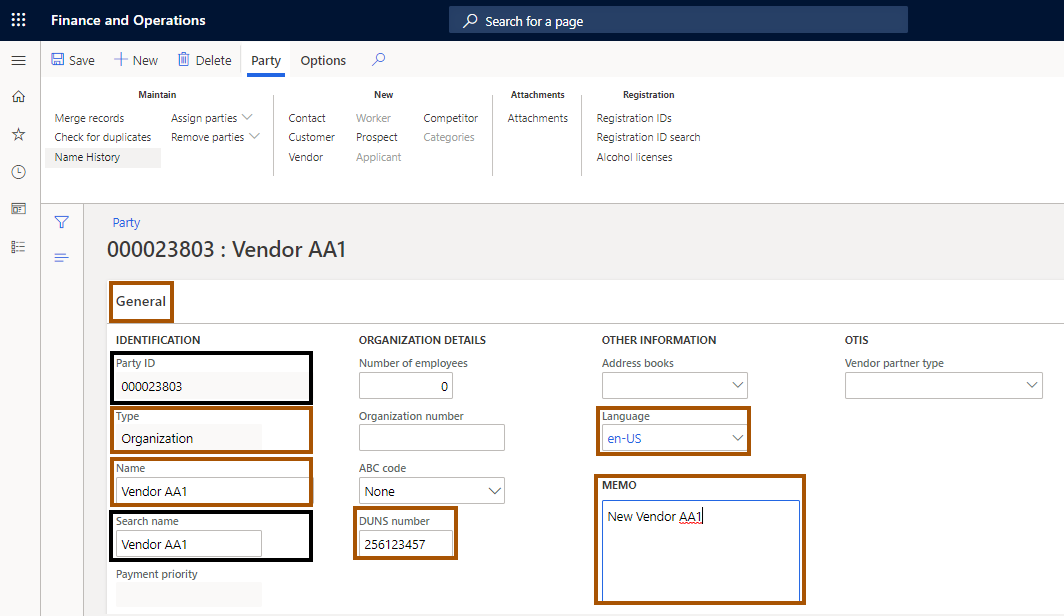 Finance and Operations
Search for a page
Save
New
Delete
Party
Options
Maintain
Merge records
Assign parties
Check for duplicates
Remove parties
Name History
New
Contact
Worker
Competitor
Customer
Prospect
Categories
Vendor
Applicant
Attachments
Attachments
Registration
Registration IDs
Registration ID search
Alcohol licenses
Party
000023803 : Vendor AA1
General
IDENTIFICATION
Party ID
000023803
Type
Organization
Name
Vendor AA1
Search name
Vendor AA1
Payment priority
ORGANIZATION DETAILS
Number of employees
0
Organization number
ABC code
None
DUNS number
256123457
OTHER INFORMATION
Address books
Language
en-US
MEMO
New Vendor AA1
OTIS
Vendor partner type